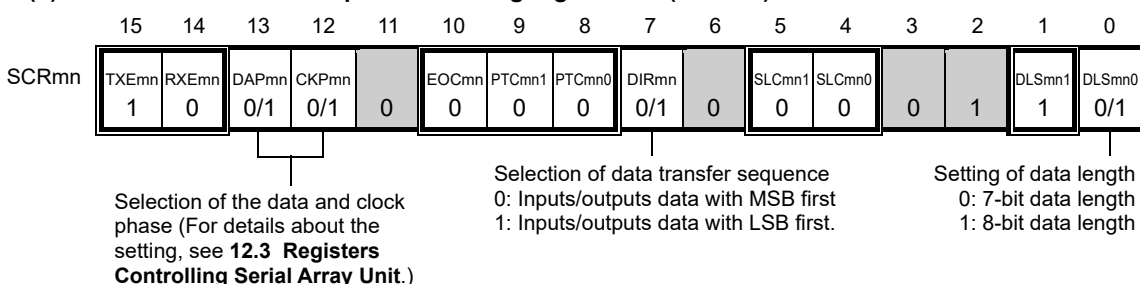 15 14 13 12 11 10 9 8 7 6 5 4 3 2 1 0
SCRmn
TXEmn RXEmn DAPmn CKPmn EOCmn PTCmn1 PTCmn0 DIRmn SLCmn1 SLCmn0 DLSmn1 DLSmn0
1 0 0/1 0/1 0 0 0 0 0/1 0 0 0 0 1 1 0/1
Selection of the data and clock
phase (For details about the
setting, see 12.3 Registers
Controlling Serial Array Unit.)
Selection of data transfer sequence
0: Inputs/outputs data with MSB first
1: Inputs/outputs data with LSB first.
Setting of data length
0: 7-bit data length
1: 8-bit data length